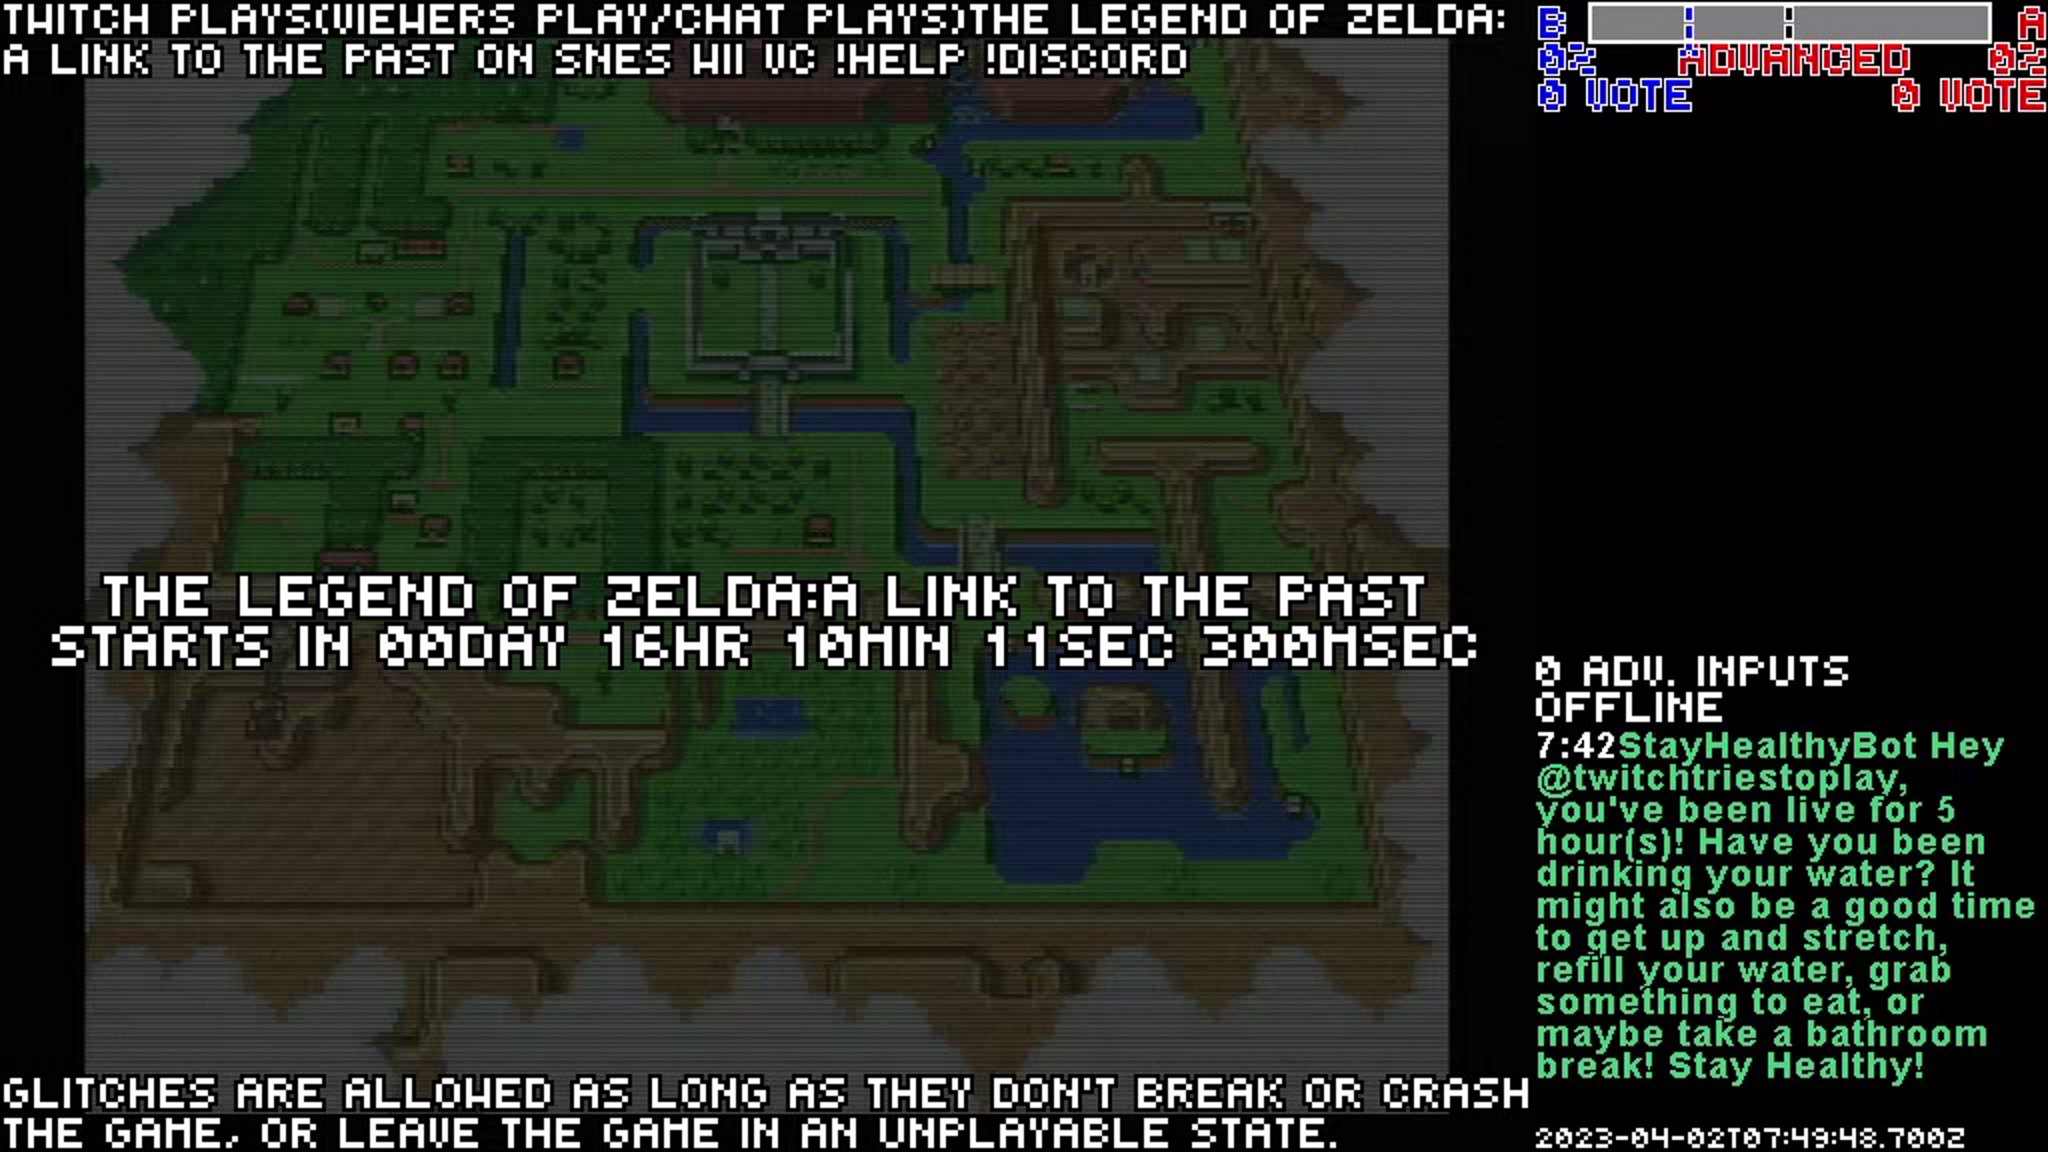 TWITCH PLAYS(VIEWERS PLAY/CHAT PLAYS)THE LEGEND OF ZELDA:
A LINK TO THE PAST ON SNES WII VC !HELP !DISCORD
B A
0% ADVANCED 0%
0 VOTE 0 VOTE
THE LEGEND OF ZELDA:A LINK TO THE PAST
STARTS IN 00DAY 16HR 10MIN 11SEC 300MSEC
0 ADV. INPUTS
OFFLINE
7:42StayHealthyBot Hey
@twitchtriestoplay,
you've been live for 5
hour(s)! Have you been
drinking your water? It
might also be a good time
to get up and stretch,
refill your water, grab
something to eat, or
maybe take a bathroom
break! Stay Healthy!
GLITCHES ARE ALLOWED AS LONG AS THEY DON'T BREAK OR CRASH
THE GAME, OR LEAVE THE GAME IN AN UNPLAYABLE STATE.
2023-04-02T07:49:48.700Z